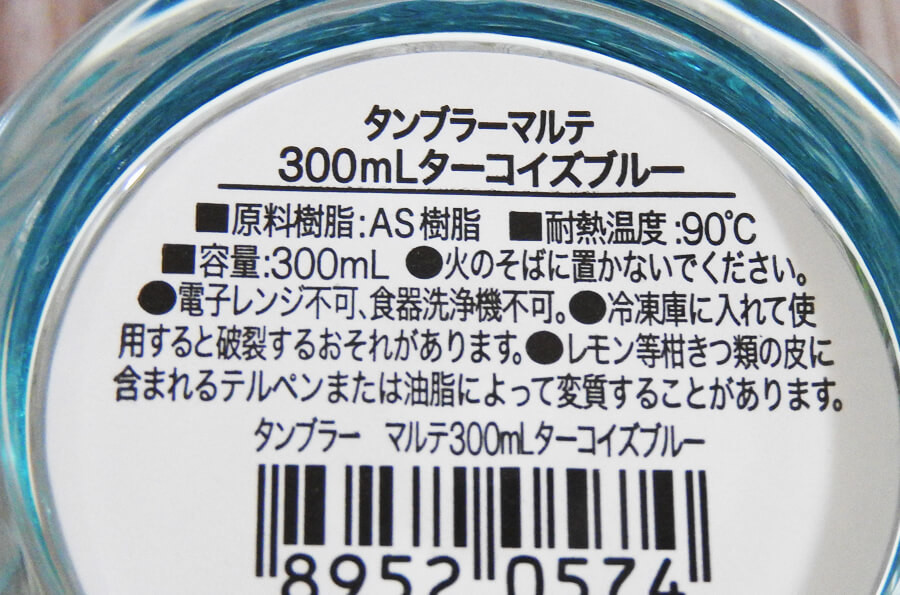 タンブラーマルテ
300mLターコイズブルー
■原料樹脂:AS樹脂 ■耐熱温度:90℃
■容量:300mL ●火のそばに置かないでください。
●電子レンジ不可、食器洗浄機不可。●冷凍庫に入れて使
用すると破裂するおそれがあります。●レモン等柑きつ類の皮に
含まれるテルペンまたは油脂によって変質することがあります。
タンブラー マルテ300mLターコイズブルー
8952 0574